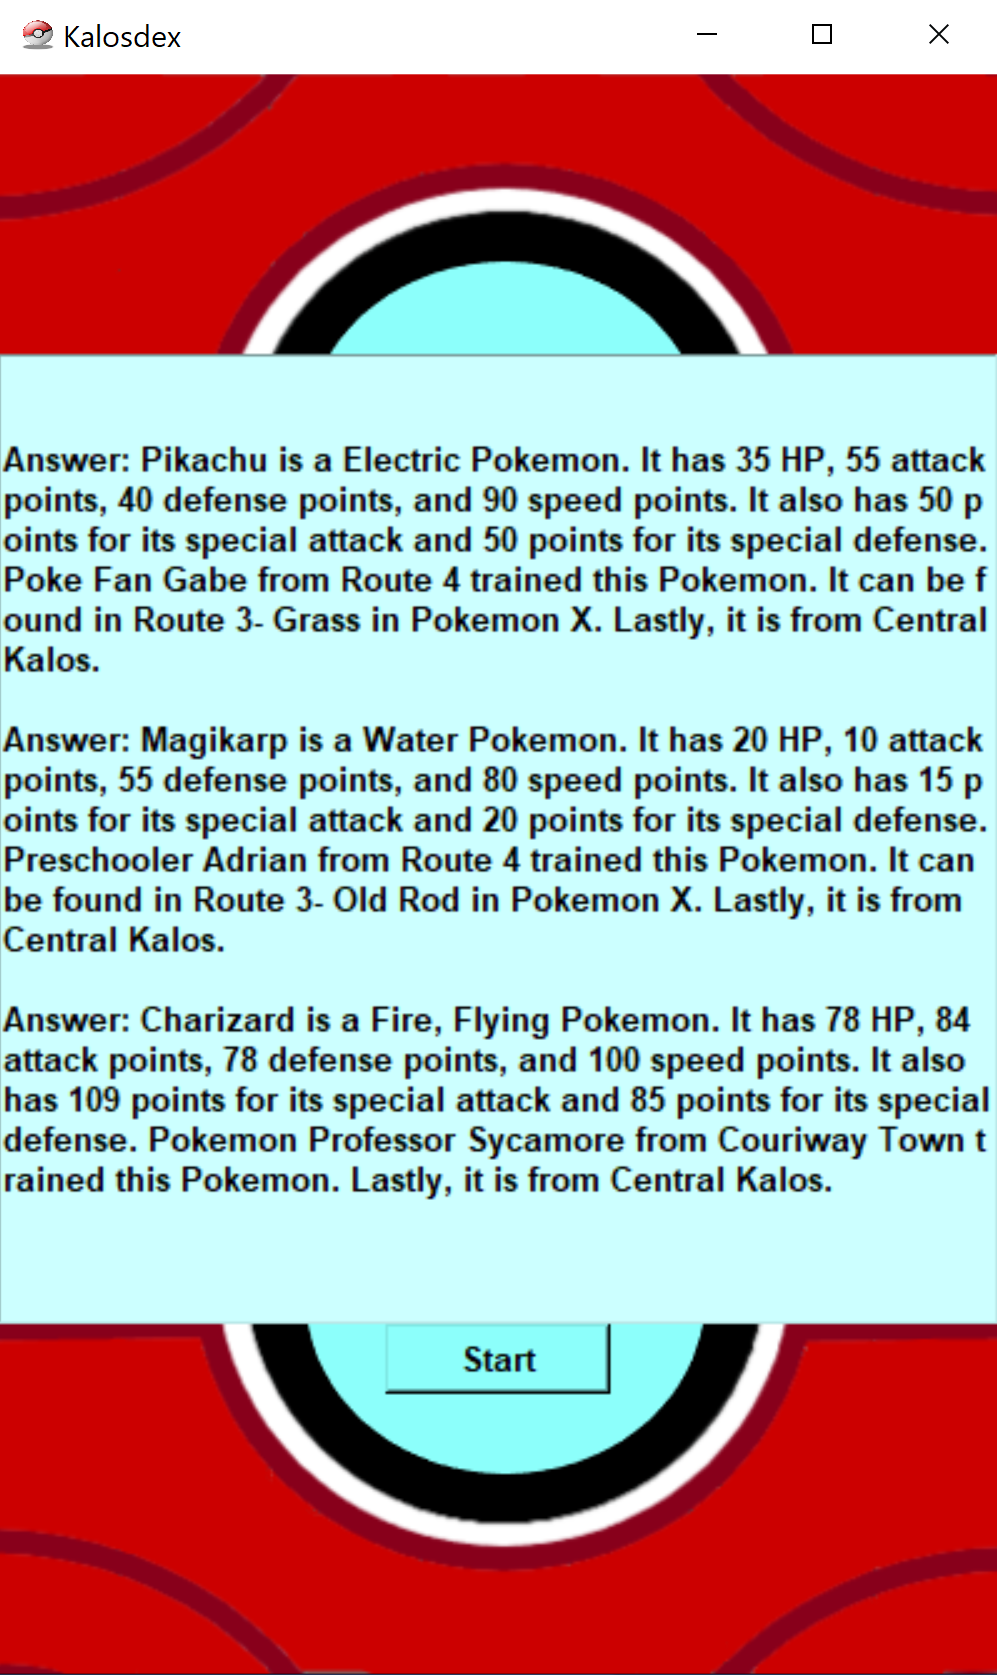 Kalosdex
Answer: Pikachu is a Electric Pokemon. It has 35 HP, 55 attack
points, 40 defense points, and 90 speed points. It also has 50 p
oints for its special attack and 50 points for its special defense.
Poke Fan Gabe from Route 4 trained this Pokemon. It can be f
ound in Route 3- Grass in Pokemon X. Lastly, it is from Central
Kalos.
Answer: Magikarp is a Water Pokemon. It has 20 HP, 10 attack
points, 55 defense points, and 80 speed points. It also has 15 p
oints for its special attack and 20 points for its special defense.
Preschooler Adrian from Route 4 trained this Pokemon. It can
be found in Route 3- Old Rod in Pokemon X. Lastly, it is from
Central Kalos.
Answer: Charizard is a Fire, Flying Pokemon. It has 78 HP, 84
attack points, 78 defense points, and 100 speed points. It also
has 109 points for its special attack and 85 points for its special
defense. Pokemon Professor Sycamore from Couriway Town t
rained this Pokemon. Lastly, it is from Central Kalos.
Start